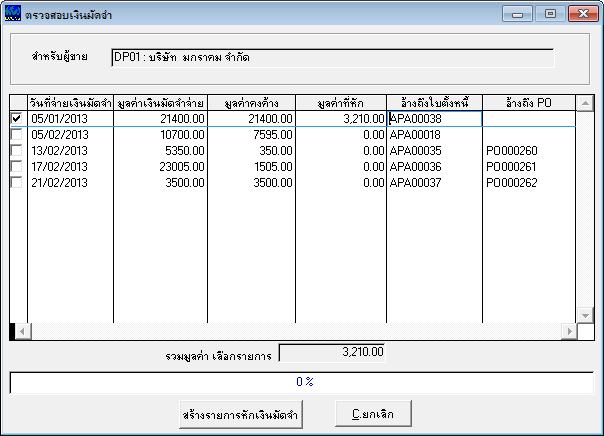 ตรวจสอบเงินมัดจำ
สำหรับผู้ขาย DP01 : บริษัท มกราคม จำกัด
วันที่จ่ายเงินมัดจำ มูลค่าเงินมัดจำจ่าย มูลค่าคงค้าง มูลค่าที่หัก อ้างถึงใบตั้งหนี้ อ้างถึง PO
05/01/2013 21400.00 21400.00 3,210.00 APA00038
05/02/2013 10700.00 7595.00 0.00 APA00018
13/02/2013 5350.00 350.00 0.00 APA00035 PO000260
17/02/2013 23005.00 1505.00 0.00 APA00036 PO000261
21/02/2013 3500.00 3500.00 0.00 APA00037 PO000262
รวมมูลค่า เลือกรายการ 3,210.00
0 %
สร้างรายการหักเงินมัดจำ C.ยกเลิก